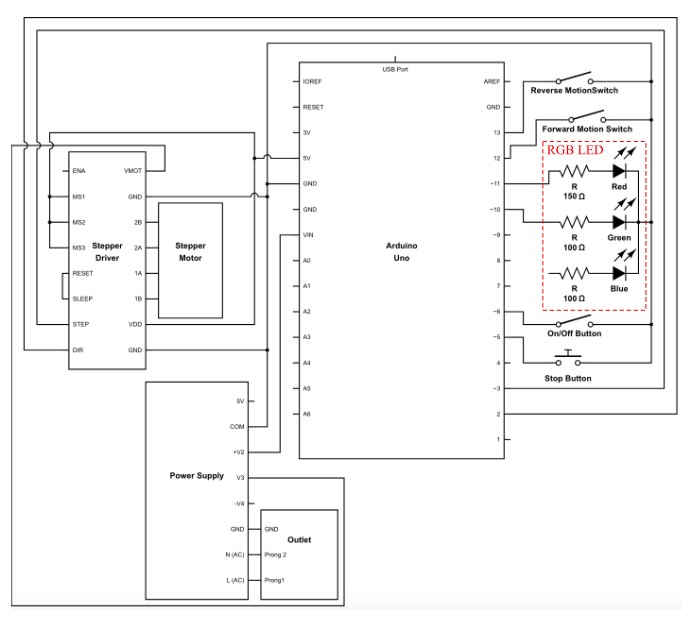 USB Port
IOREF
RESET
3V
5V
GND
GND
VIN
A0
A1
A2
A3
A4
A5
A6
Arduino
Uno
AREF
GND
13
12
~11
~10
~9
8
7
~6
~5
4
~3
2
1
Reverse MotionSwitch
Forward Motion Switch
RGB LED
R
150 Ω
Red
R
100 Ω
Green
R
100 Ω
Blue
On/Off Button
Stop Button
ENA
MS1
MS2
MS3
RESET
SLEEP
STEP
DIR
Stepper
Driver
VMOT
GND
2B
2A
1A
1B
VDD
GND
Stepper
Motor
Power Supply
5V
COM
+V2
V3
-V4
GND
N (AC)
L (AC)
GND
Outlet
Prong 2
Prong1